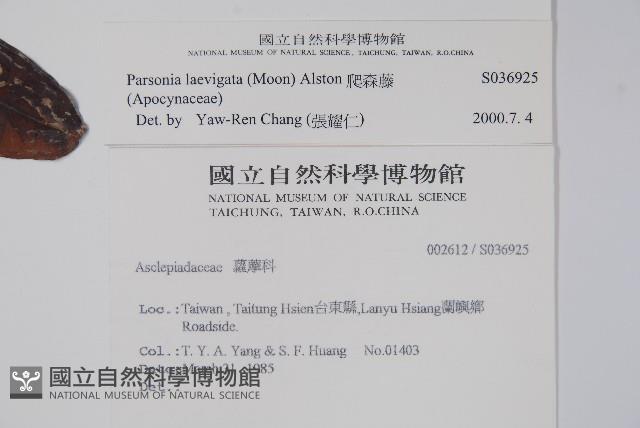 國立自然科學博物館
NATIONAL MUSEUM OF NATURAL SCIENCE, TAICHUNG, TAIWAN, R.O.CHINA
Parsonia laevigata (Moon) Alston 爬森藤 S036925
(Apocynaceae)
Det. by Yaw-Ren Chang (張耀仁) 2000.7.4
國立自然科學博物館
NATIONAL MUSEUM OF NATURAL SCIENCE
TAICHUNG, TAIWAN, R.O.CHINA
002612 / S036925
Asclepiadaceae 蘿藦科
Loc.:Taiwan, Taitung Hsien台東縣,Lanyu Hsiang蘭嶼鄉
Roadside.
Col.:T. Y. A. Yang & S. F. Huang No.01403
Date:March31, 1985
Det.:
國立自然科學博物館
NATIONAL MUSEUM OF NATURAL SCIENCE